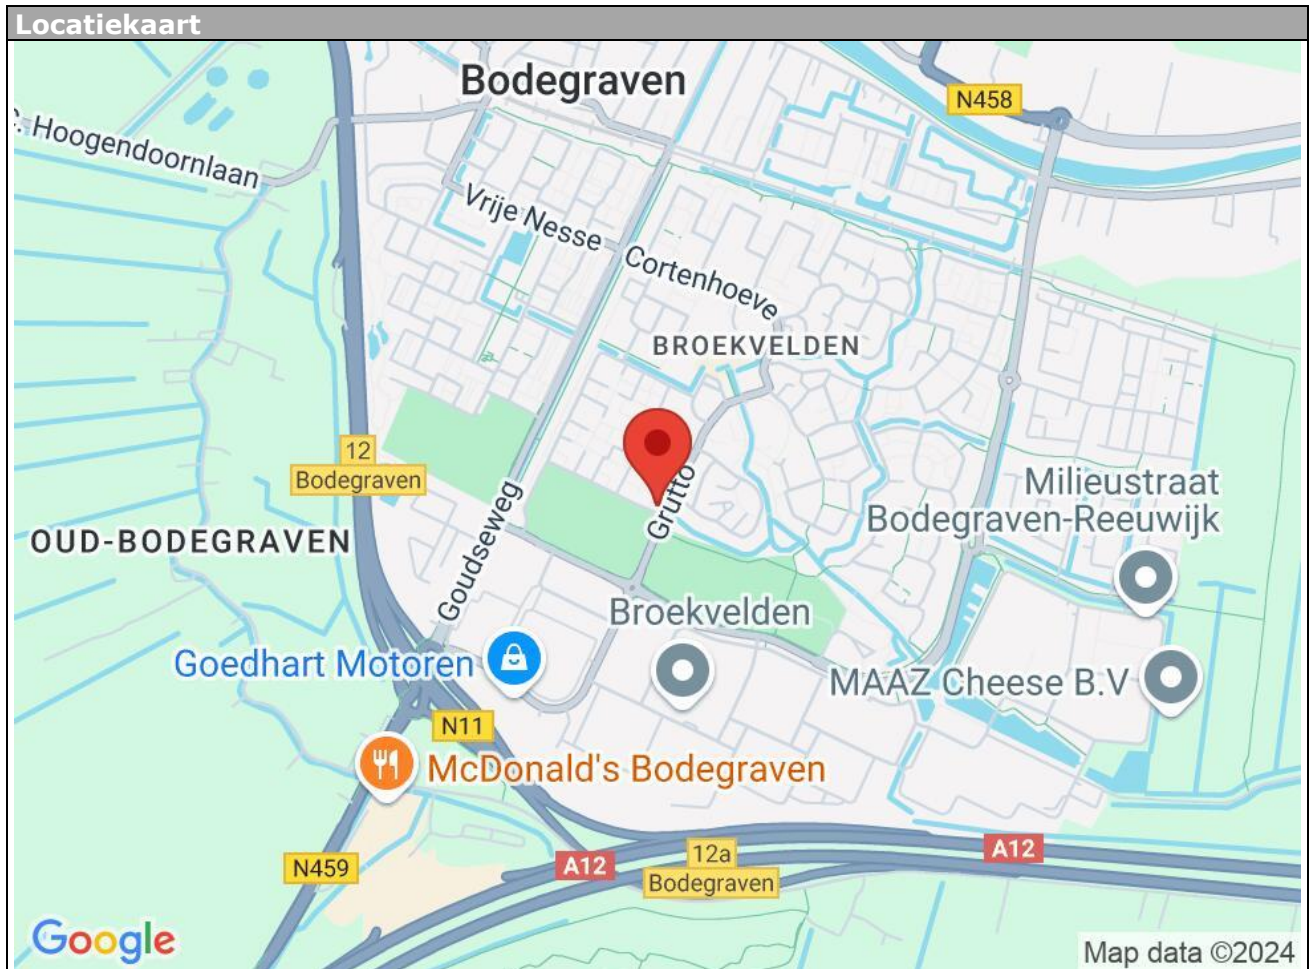 Locatiekaart
Bodegraven
N458
C. Hoogendoornlaan
Vrije Nesse
Cortenhoeve
BROEKVELDEN
12
Bodegraven
Grutto
Goudseweg
Milieustraat
Bodegraven-Reeuwijk
OUD-BODEGRAVEN
Broekvelden
Goedhart Motoren
MAAZ Cheese B.V
N11
McDonald's Bodegraven
N459
A12
12a
Bodegraven
A12
Google
Map data ©2024